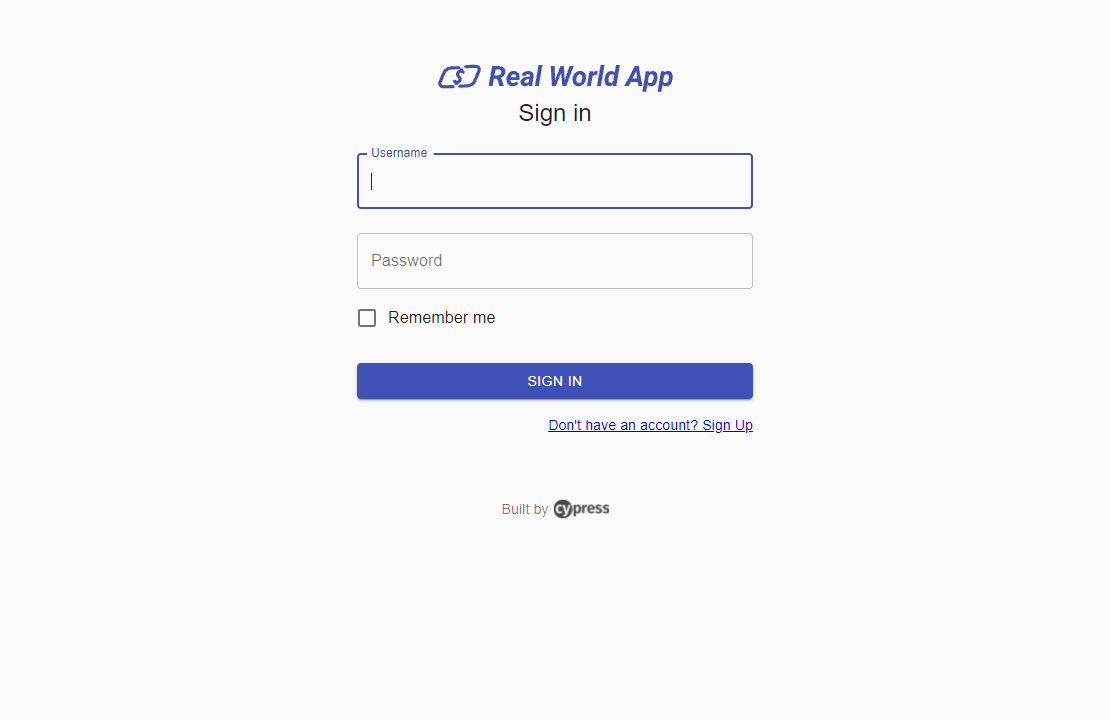 Real World App
Sign in
Username
Password
Remember me
SIGN IN
Don't have an account? Sign Up
Built by cypress